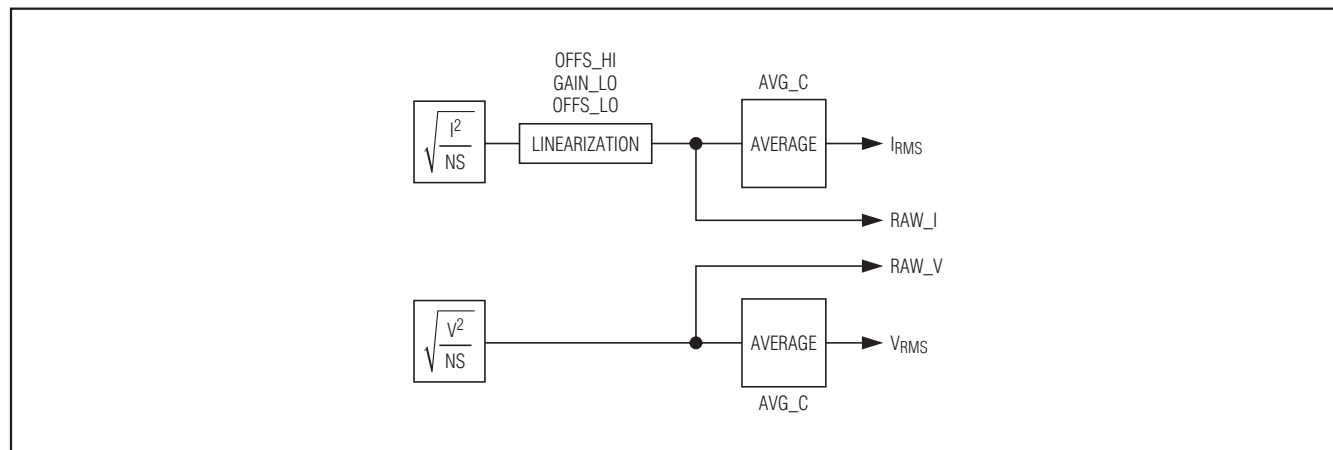 OFFS_HI
GAIN_LO
OFFS_LO
AVG_C
√(I²/NS)
LINEARIZATION
AVERAGE
IRMS
RAW_I
RAW_V
√(V²/NS)
AVERAGE
VRMS
AVG_C